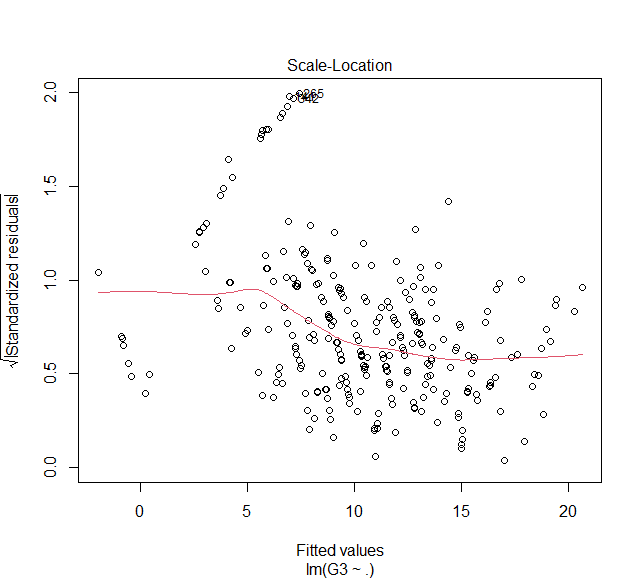 Scale-Location
√|Standardized residuals|
2.0
1.5
1.0
0.5
0.0
265
0
5
10
15
20
Fitted values
lm(G3 ~ .)